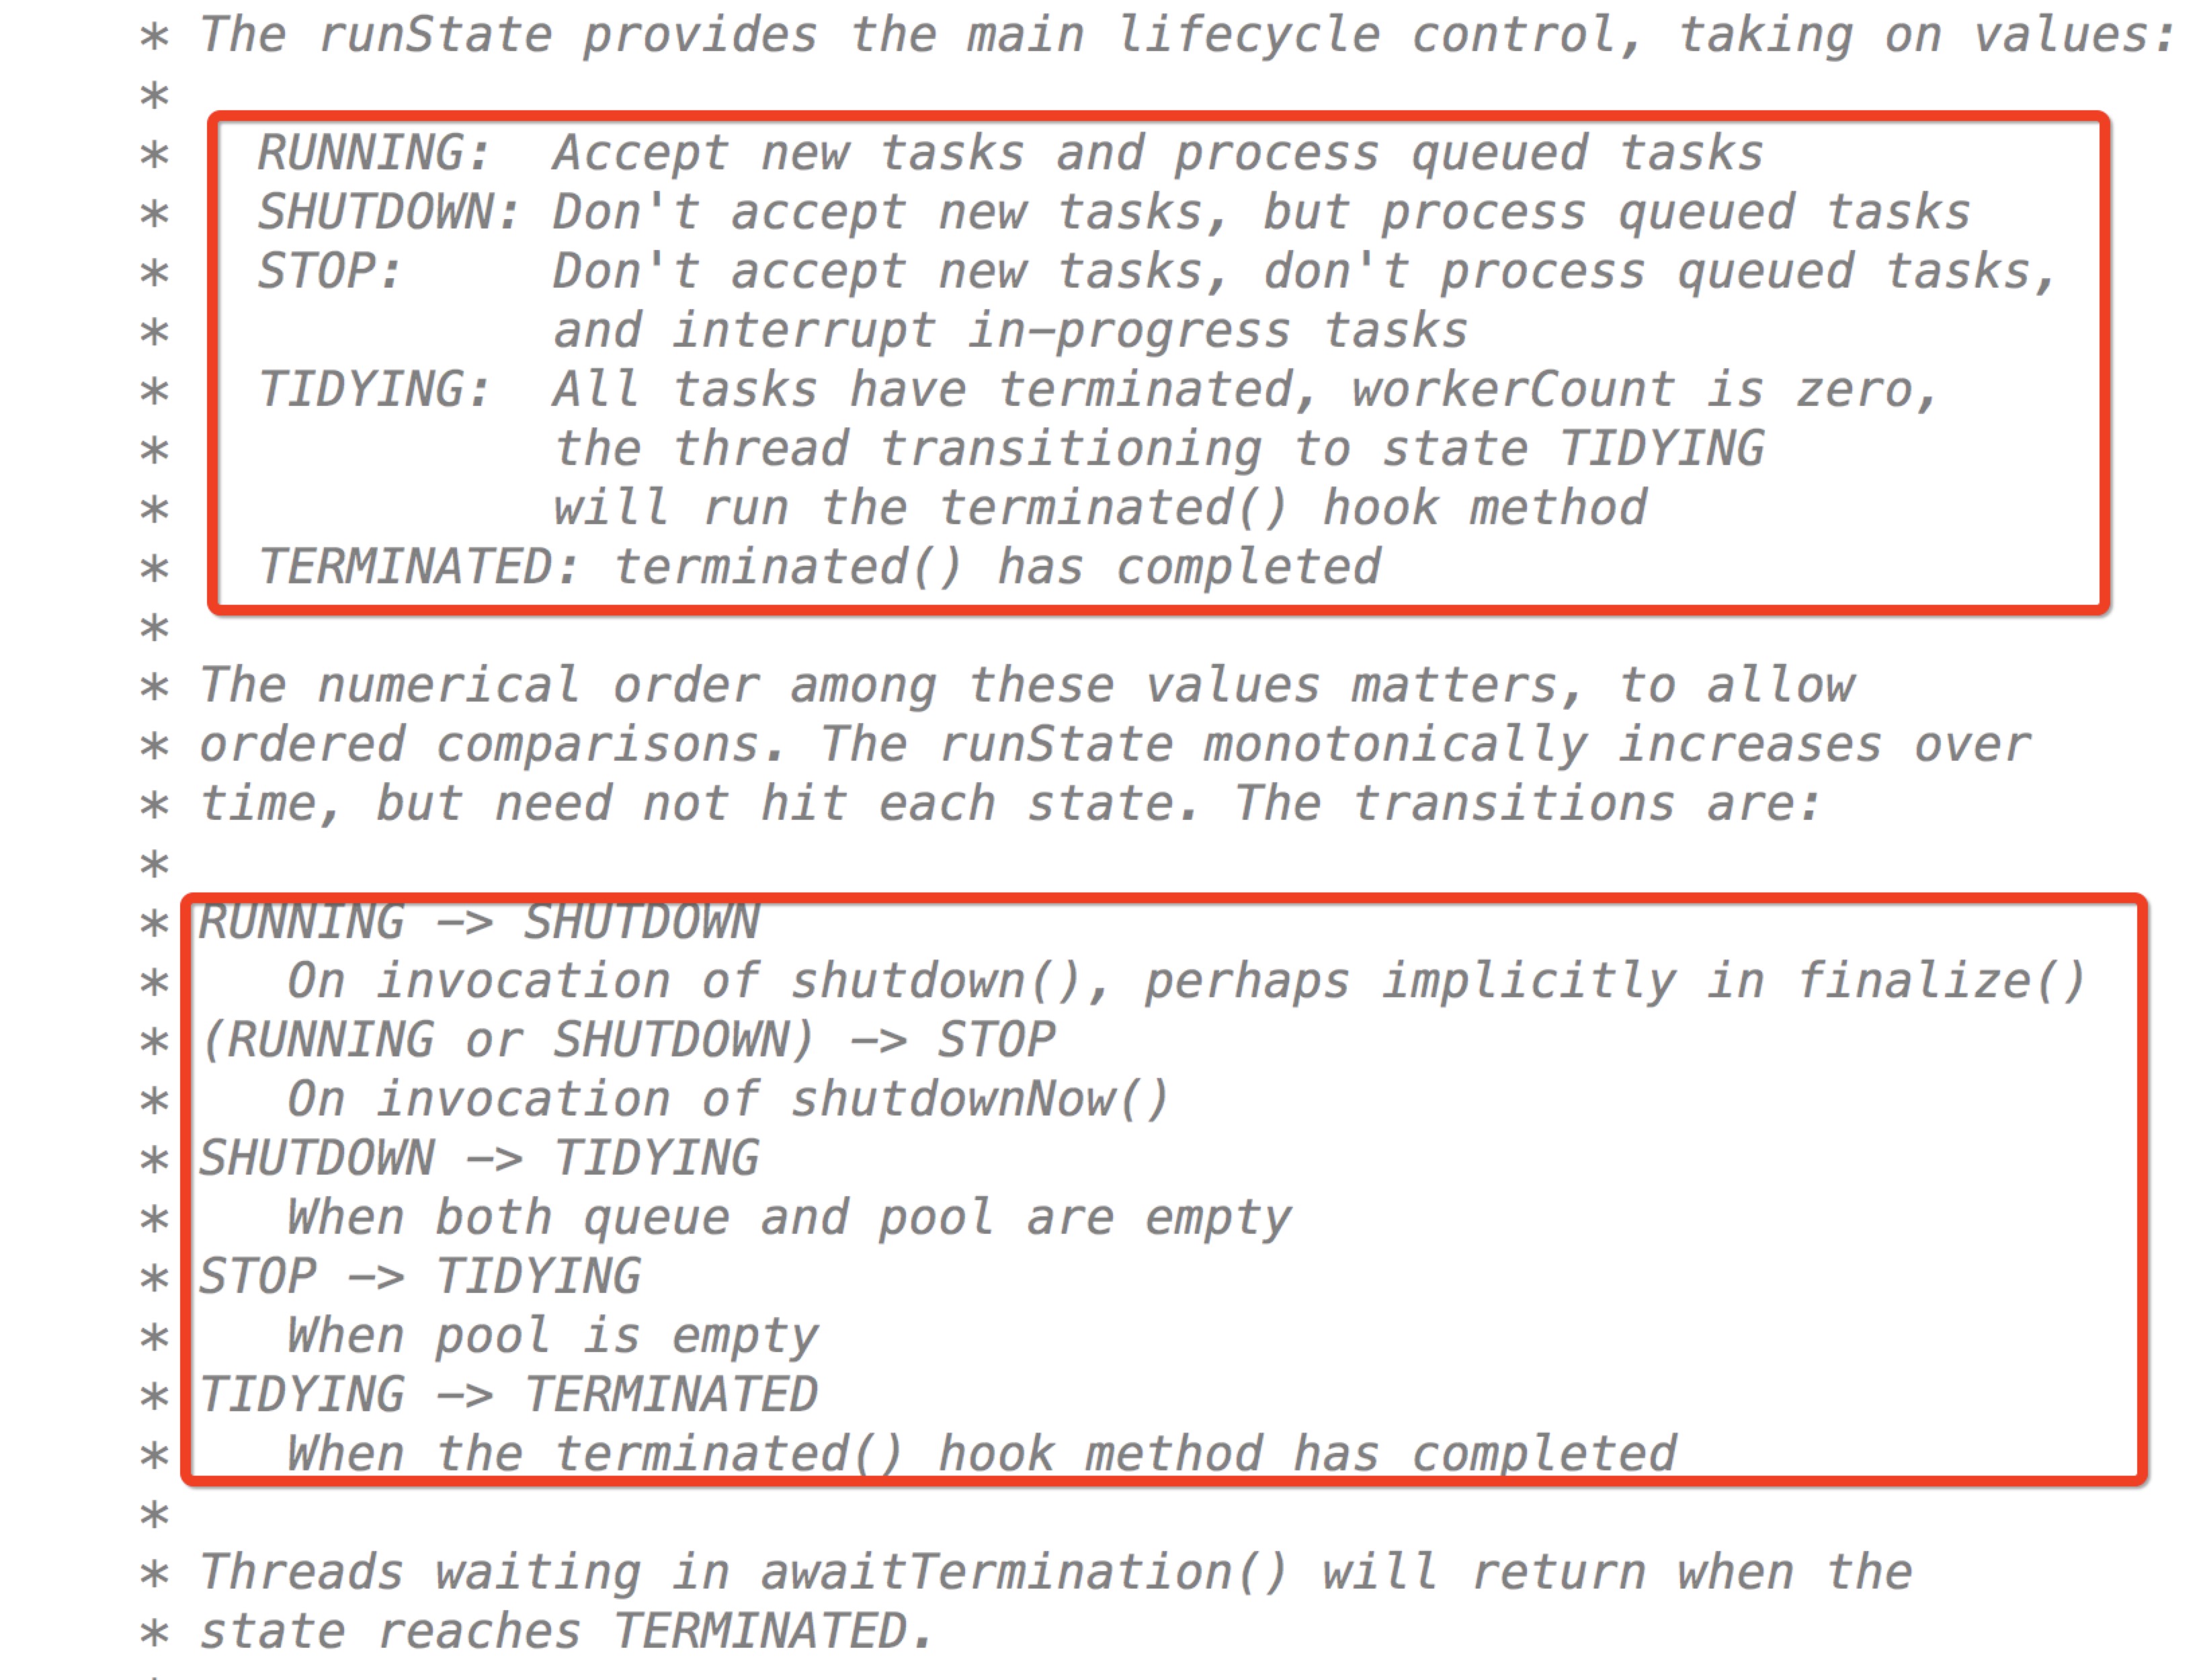 * The runState provides the main lifecycle control, taking on values:
*
*   RUNNING:  Accept new tasks and process queued tasks
*   SHUTDOWN: Don't accept new tasks, but process queued tasks
*   STOP:     Don't accept new tasks, don't process queued tasks,
*             and interrupt in-progress tasks
*   TIDYING:  All tasks have terminated, workerCount is zero,
*             the thread transitioning to state TIDYING
*             will run the terminated() hook method
*   TERMINATED: terminated() has completed
*
* The numerical order among these values matters, to allow
* ordered comparisons. The runState monotonically increases over
* time, but need not hit each state. The transitions are:
*
* RUNNING -> SHUTDOWN
*    On invocation of shutdown(), perhaps implicitly in finalize()
* (RUNNING or SHUTDOWN) -> STOP
*    On invocation of shutdownNow()
* SHUTDOWN -> TIDYING
*    When both queue and pool are empty
* STOP -> TIDYING
*    When pool is empty
* TIDYING -> TERMINATED
*    When the terminated() hook method has completed
*
* Threads waiting in awaitTermination() will return when the
* state reaches TERMINATED.